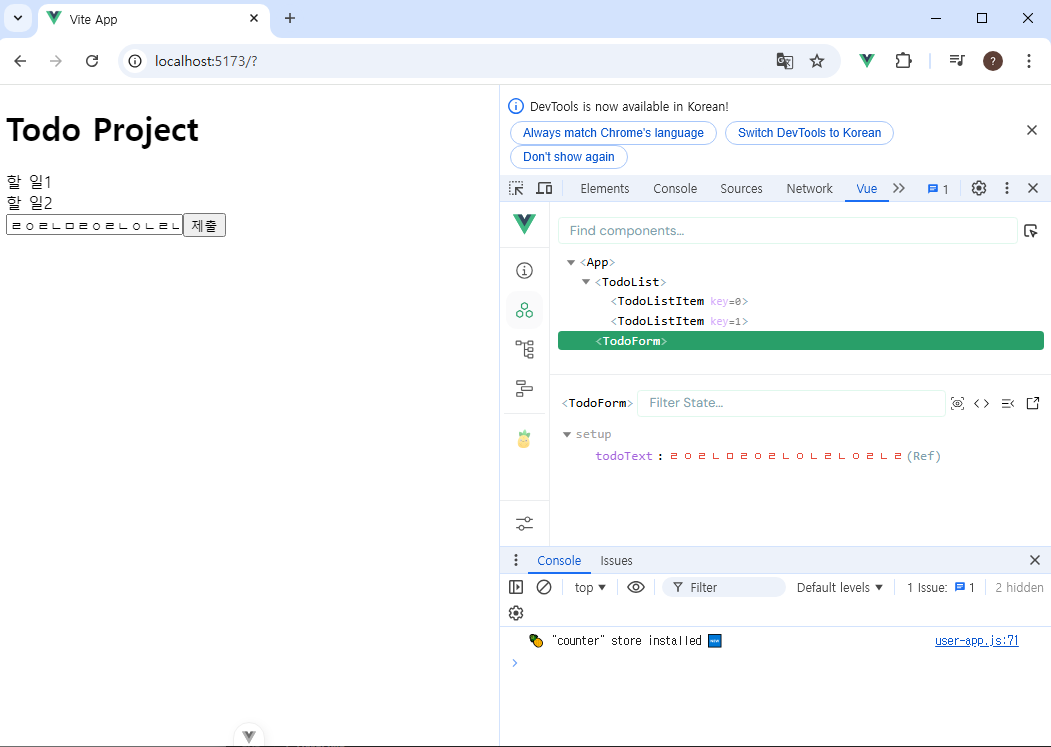 Vite App
localhost:5173/?
Todo Project
할 일1
할 일2
ㄹㅇㄹㄴㅁㄹㅇㄹㄴㅇㄴㄹㄴ 제출
DevTools is now available in Korean!
Always match Chrome's language Switch DevTools to Korean
Don't show again
Elements Console Sources Network Vue 1
Find components...
<App>
<TodoList>
<TodoListItem key=0>
<TodoListItem key=1>
<TodoForm>
<TodoForm> Filter State...
setup
todoText : ㄹㅇㄹㄴㅁㄹㅇㄹㄴㅇㄴㄹㄴㅇㄹㄴㄹ (Ref)
Console Issues
top Filter Default levels 1 Issue: 1 2 hidden
"counter" store installed user-app.js:71